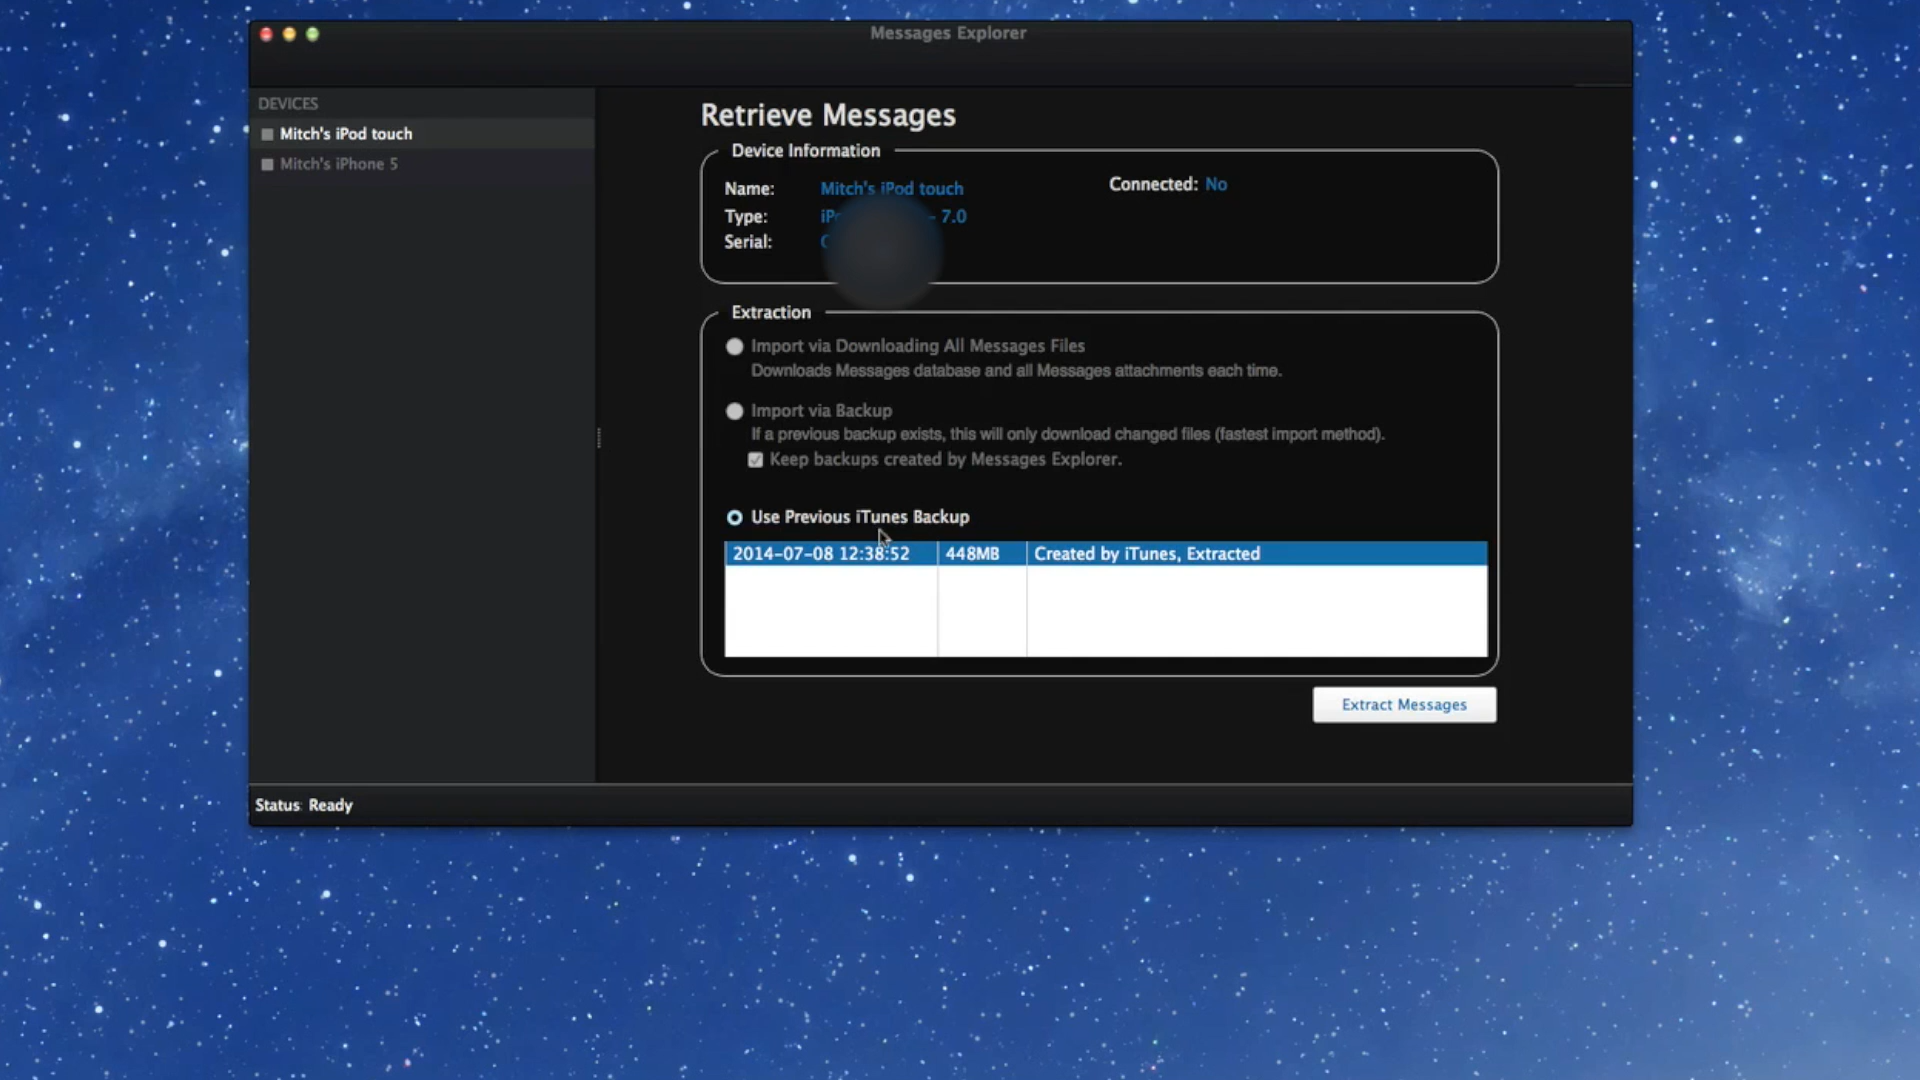 Messages Explorer
DEVICES
Mitch's iPod touch
Mitch's iPhone 5
Retrieve Messages
Device Information
Name: Mitch's iPod touch
Connected: No
Type: - 7.0
Serial:
Extraction
Import via Downloading All Messages Files
Downloads Messages database and all Messages attachments each time.
Import via Backup
If a previous backup exists, this will only download changed files (fastest import method).
Keep backups created by Messages Explorer.
Use Previous iTunes Backup
2014-07-08 12:38:52 448MB Created by iTunes, Extracted
Extract Messages
Status: Ready